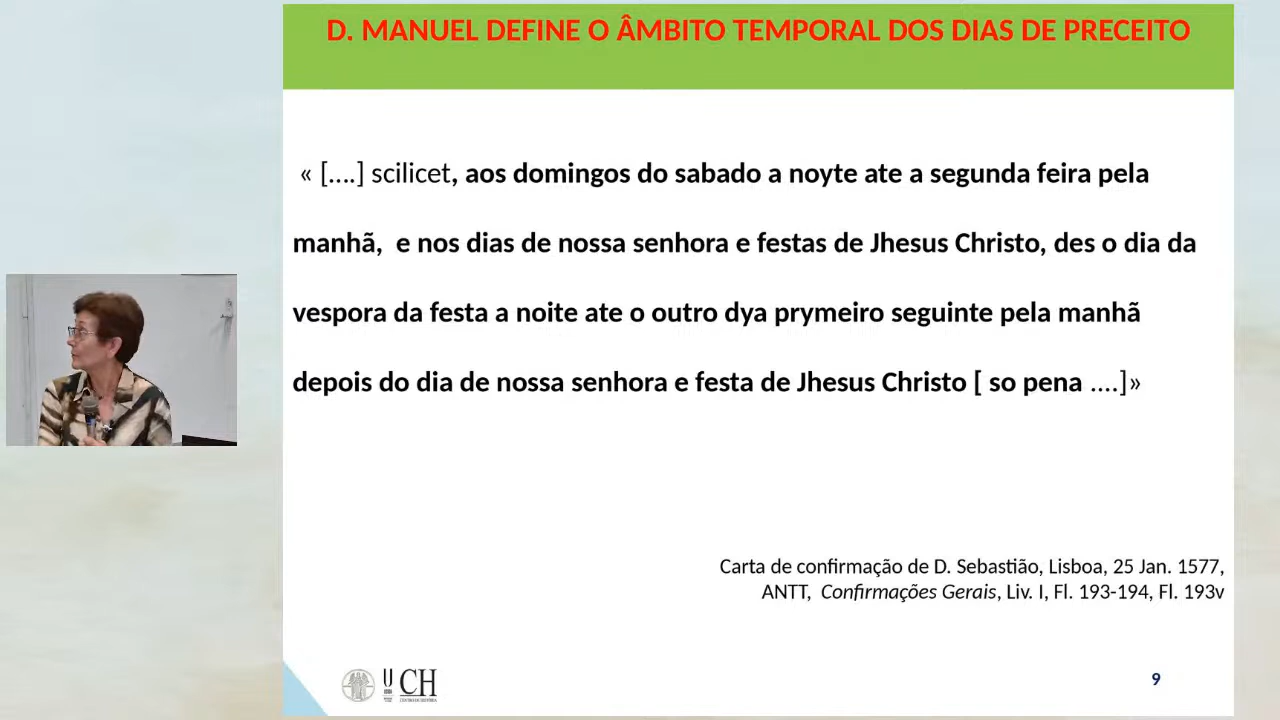 D. MANUEL DEFINE O ÂMBITO TEMPORAL DOS DIAS DE PRECEITO
« [....] scilicet, aos domingos do sabado a noyte ate a segunda feira pela
manhã, e nos dias de nossa senhora e festas de Jhesus Christo, des o dia da
vespora da festa a noite ate o outro dya prymeiro seguinte pela manhã
depois do dia de nossa senhora e festa de Jhesus Christo [ so pena ....]»
Carta de confirmação de D. Sebastião, Lisboa, 25 Jan. 1577,
ANTT, Confirmações Gerais, Liv. I, Fl. 193-194, Fl. 193v
U CH
9